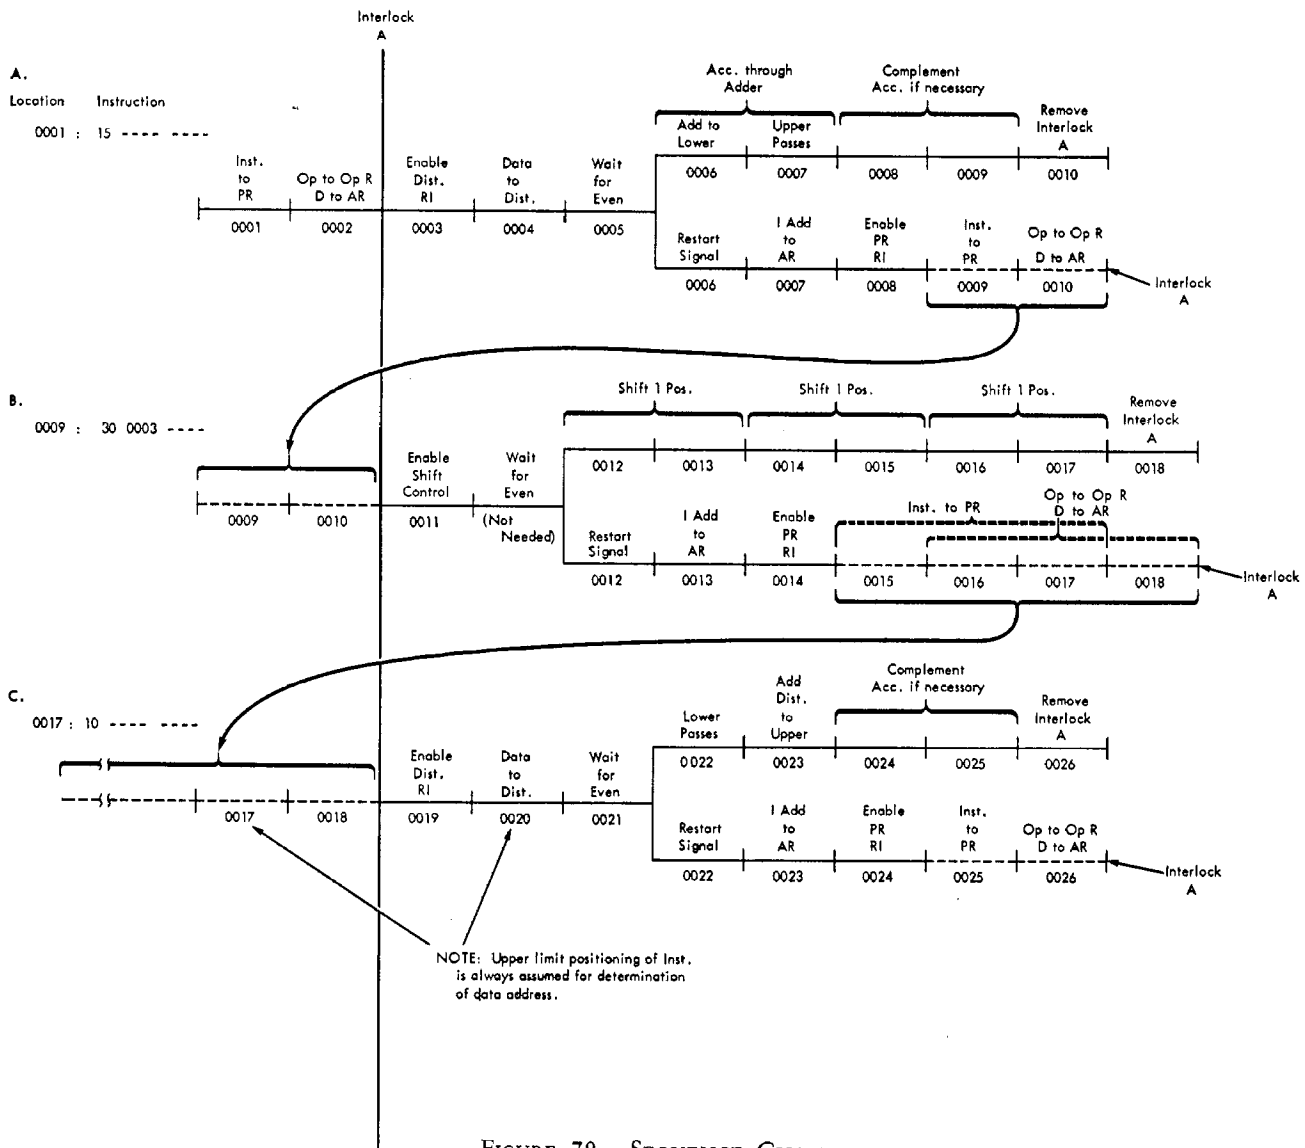 Interlock
A
A.
Location Instruction
0001 : 15 ---- ----
Inst.
to
PR
0001
Op to Op R
D to AR
0002
Enable
Dist.
RI
0003
Data
to
Dist.
0004
Wait
for
Even
0005
Acc. through
Adder
Add to
Lower
0006
Upper
Passes
0007
Complement
Acc. if necessary
0008
0009
Remove
Interlock
A
0010
Restart
Signal
0006
I Add
to
AR
0007
Enable
PR
RI
0008
Inst.
to
PR
0009
Op to Op R
D to AR
0010
Interlock
A
B.
0009 : 30 0003 ----
0009
0010
Enable
Shift
Control
0011
Wait
for
Even
(Not
Needed)
Shift 1 Pos.
0012
0013
Shift 1 Pos.
0014
0015
Shift 1 Pos.
0016
0017
Remove
Interlock
A
0018
Restart
Signal
0012
I Add
to
AR
0013
Enable
PR
RI
0014
Inst. to PR
Op to Op R
D to AR
0015
0016
0017
0018
Interlock
A
C.
0017 : 10 ---- ----
0017
0018
Enable
Dist.
RI
0019
Data
to
Dist.
0020
Wait
for
Even
0021
Lower
Passes
0022
Add
Dist.
to
Upper
0023
Complement
Acc. if necessary
0024
0025
Remove
Interlock
A
0026
Restart
Signal
0022
I Add
to
AR
0023
Enable
PR
RI
0024
Inst.
to
PR
0025
Op to Op R
D to AR
0026
Interlock
A
NOTE: Upper limit positioning of Inst.
is always assumed for determination
of data address.